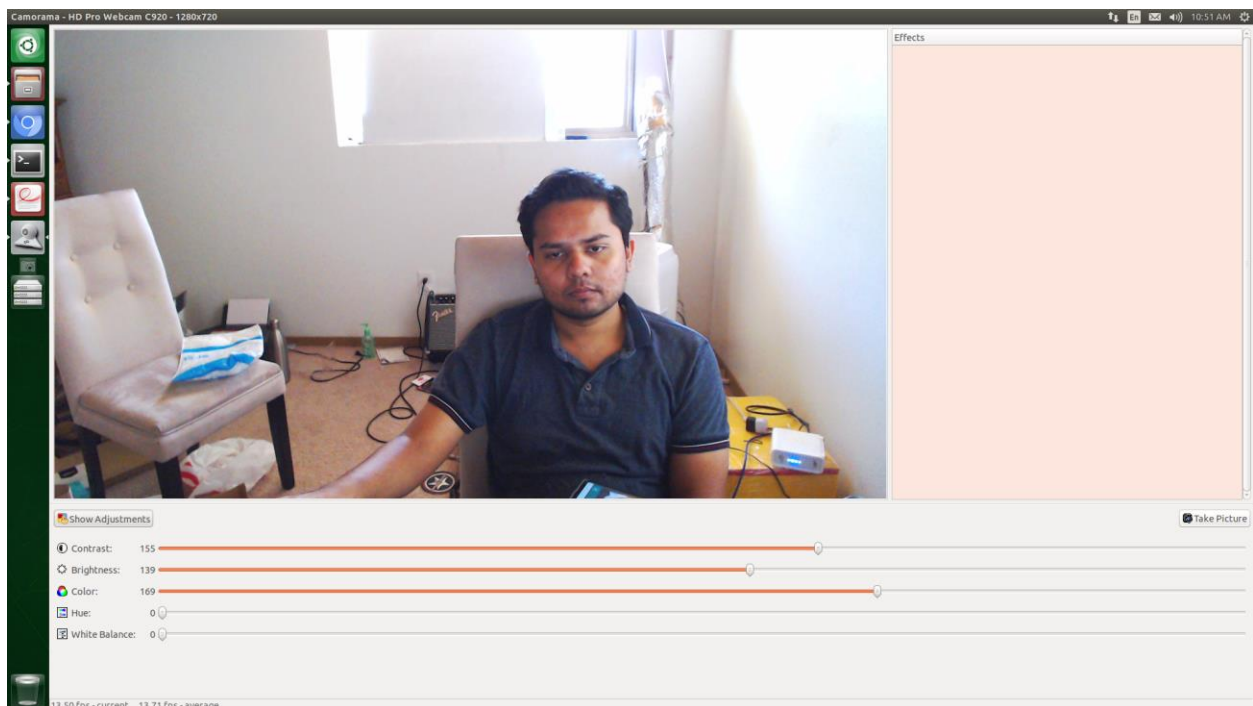 Camorama - HD Pro Webcam C920 - 1280x720
En
10:51 AM
Effects
Fender
Show Adjustments
Take Picture
Contrast: 155
Brightness: 139
Color: 169
Hue: 0
White Balance: 0
13.50 fps - current 13.71 fps - average